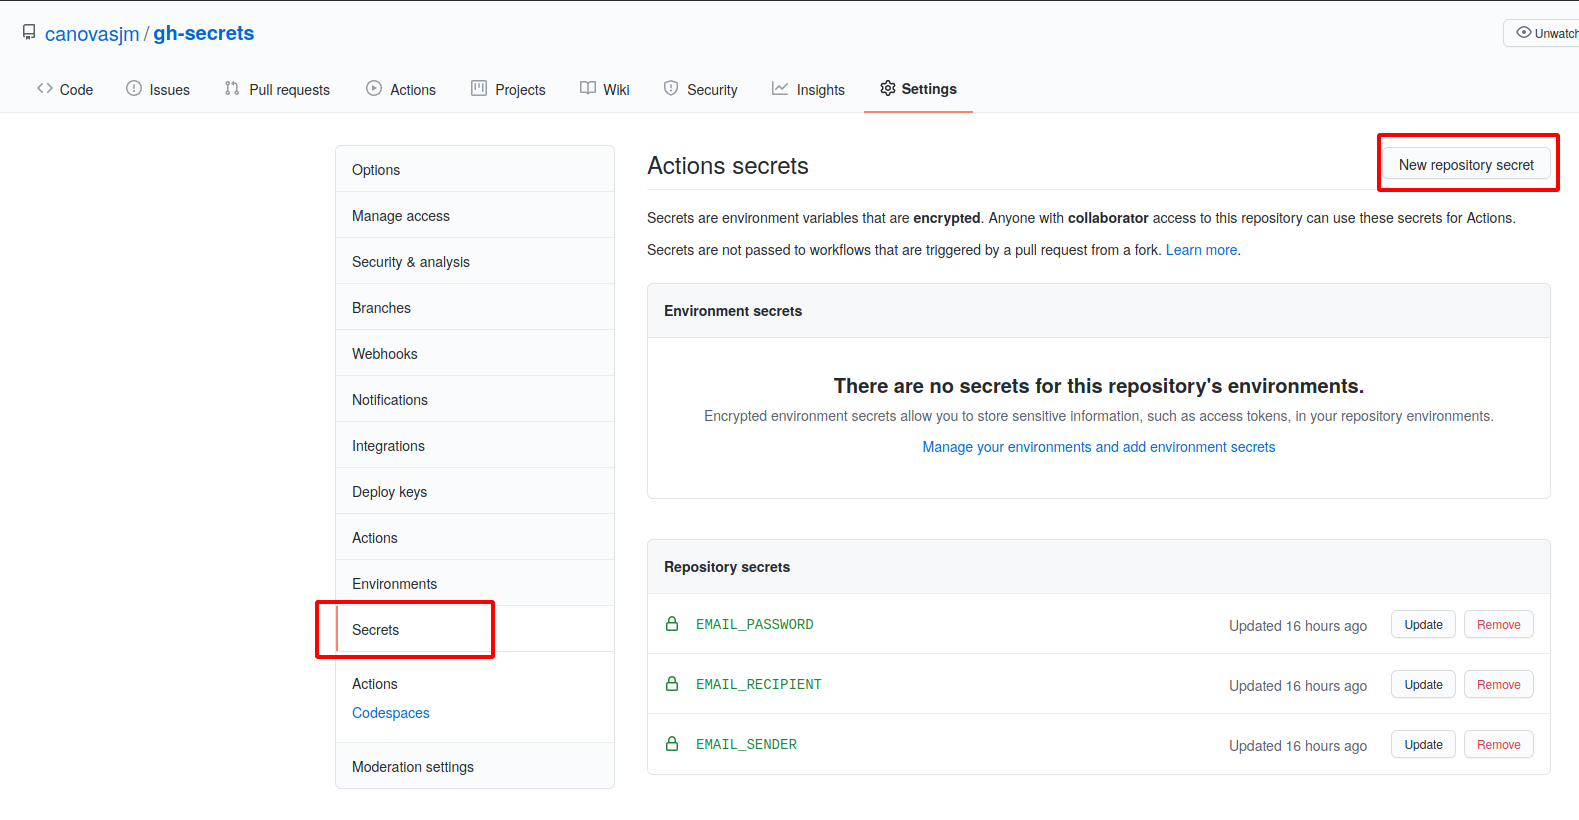 canovasjm / gh-secrets
Unwatch
Code Issues Pull requests Actions Projects Wiki Security Insights Settings
Options
Manage access
Security & analysis
Branches
Webhooks
Notifications
Integrations
Deploy keys
Actions
Environments
Secrets
Actions
Codespaces
Moderation settings
Actions secrets
New repository secret
Secrets are environment variables that are encrypted. Anyone with collaborator access to this repository can use these secrets for Actions.
Secrets are not passed to workflows that are triggered by a pull request from a fork. Learn more.
Environment secrets
There are no secrets for this repository's environments.
Encrypted environment secrets allow you to store sensitive information, such as access tokens, in your repository environments.
Manage your environments and add environment secrets
Repository secrets
EMAIL_PASSWORD Updated 16 hours ago Update Remove
EMAIL_RECIPIENT Updated 16 hours ago Update Remove
EMAIL_SENDER Updated 16 hours ago Update Remove